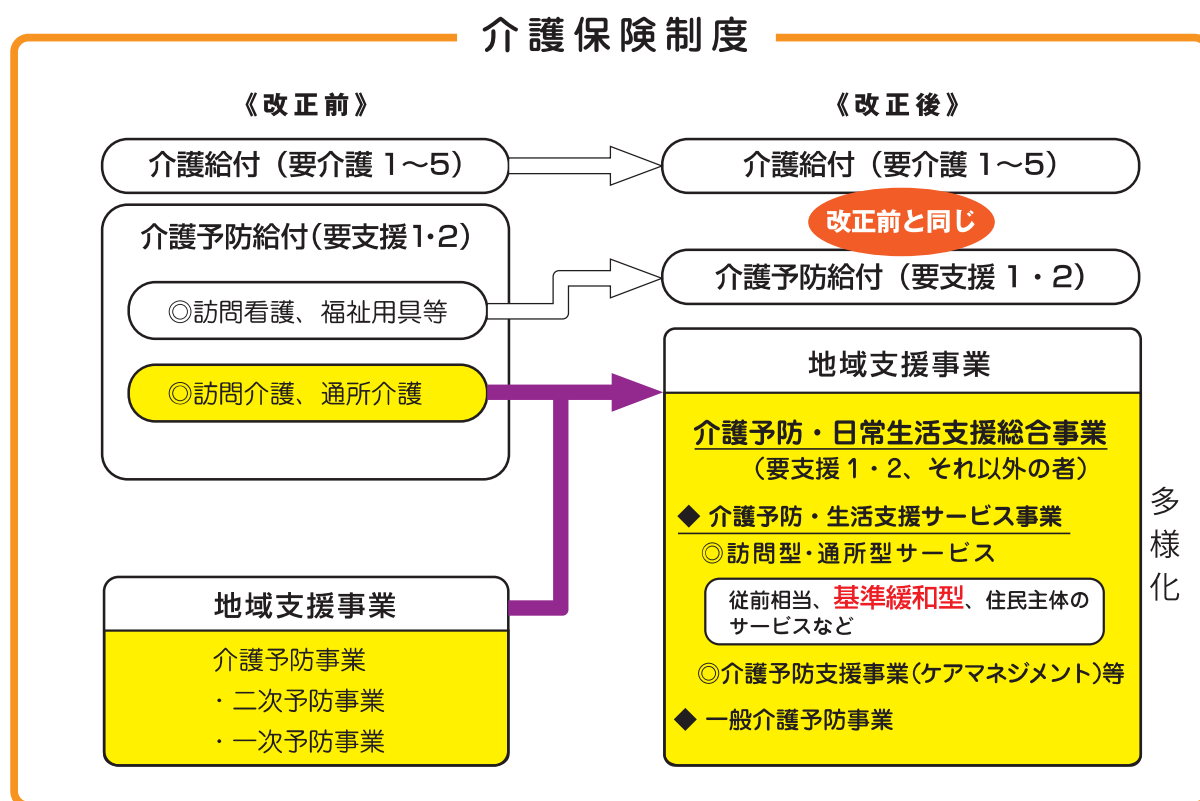 介護保険制度
《改正前》
介護給付（要介護 1～5）
介護予防給付（要支援1・2）
◎訪問看護、福祉用具等
◎訪問介護、通所介護
地域支援事業
介護予防事業
・二次予防事業
・一次予防事業
《改正後》
介護給付（要介護 1～5）
改正前と同じ
介護予防給付（要支援 1・2）
地域支援事業
介護予防・日常生活支援総合事業
（要支援 1・2、それ以外の者）
◆ 介護予防・生活支援サービス事業
◎訪問型・通所型サービス
従前相当、基準緩和型、住民主体の
サービスなど
◎介護予防支援事業（ケアマネジメント）等
◆ 一般介護予防事業
多様化